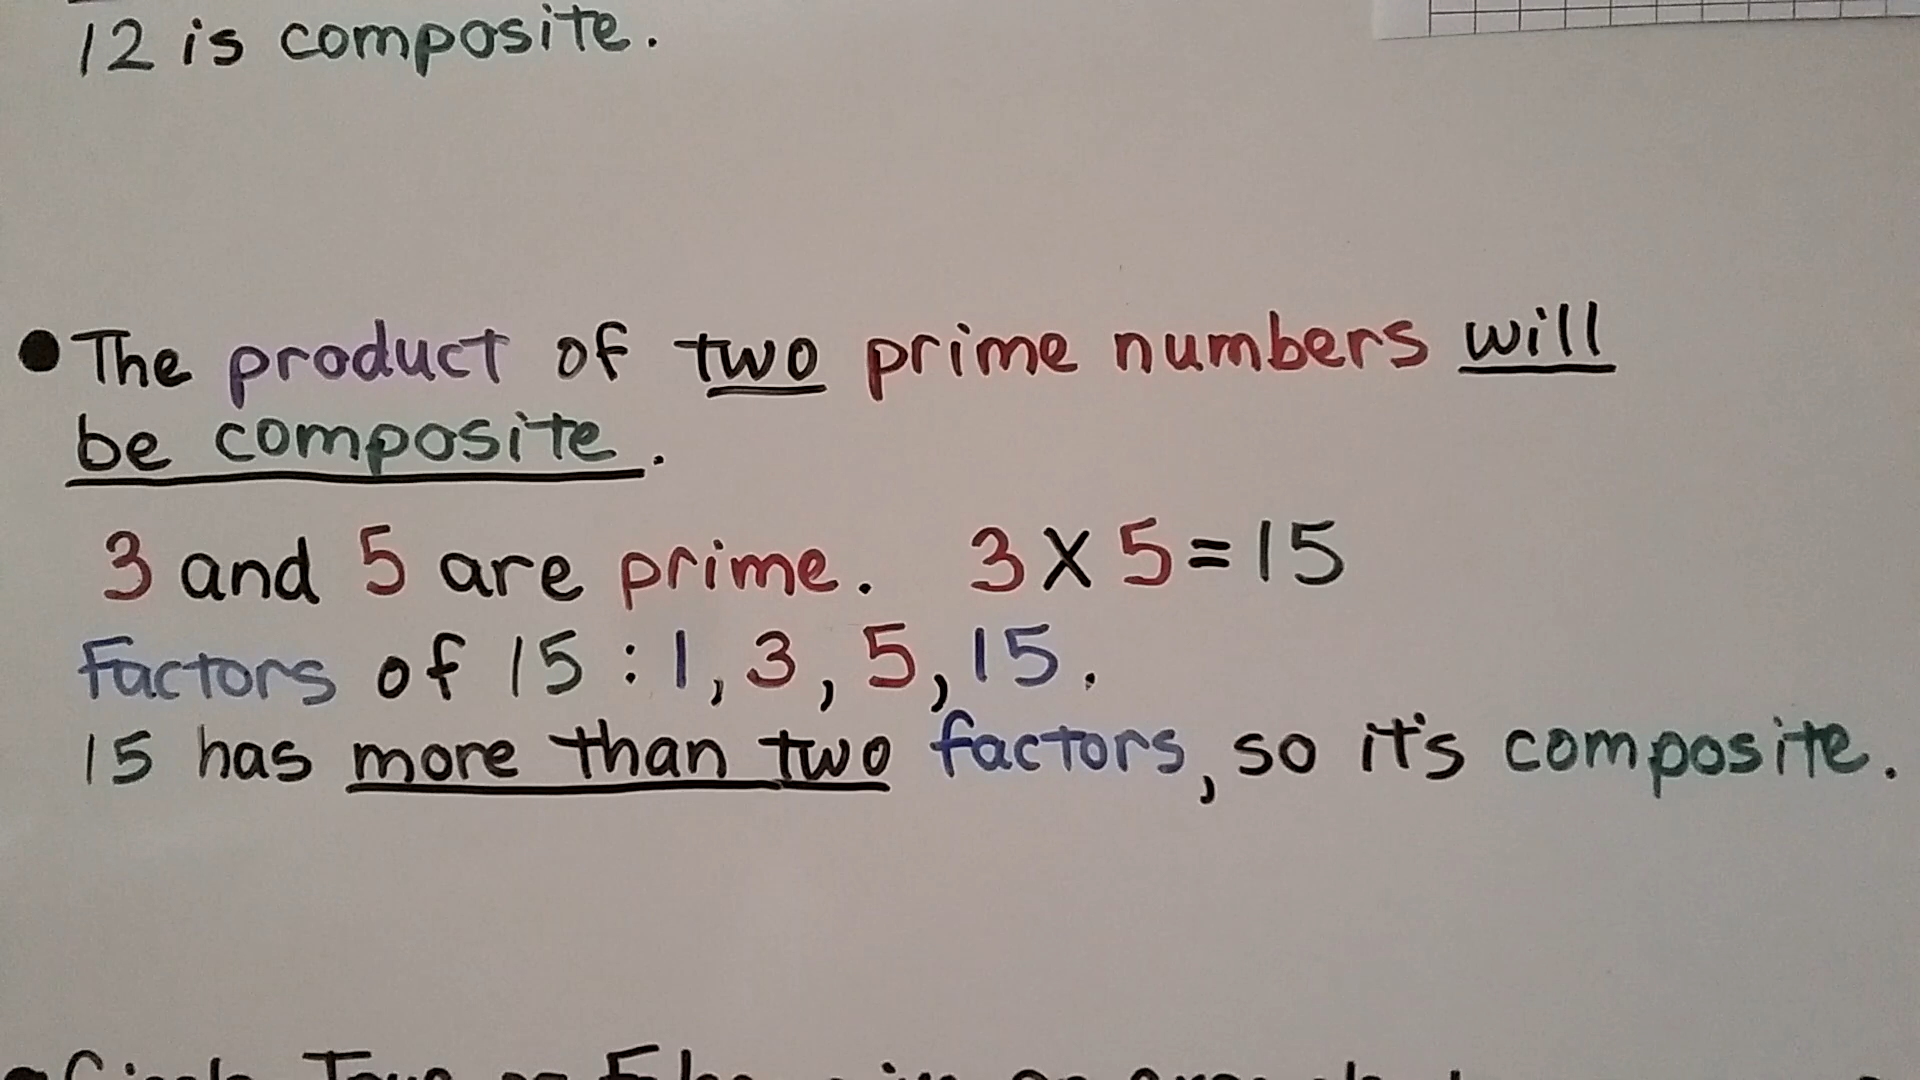 12 is composite.
The product of two prime numbers will
be composite.
3 and 5 are prime. 3 x 5 = 15
Factors of 15 : 1, 3, 5, 15.
15 has more than two factors, so it's composite.